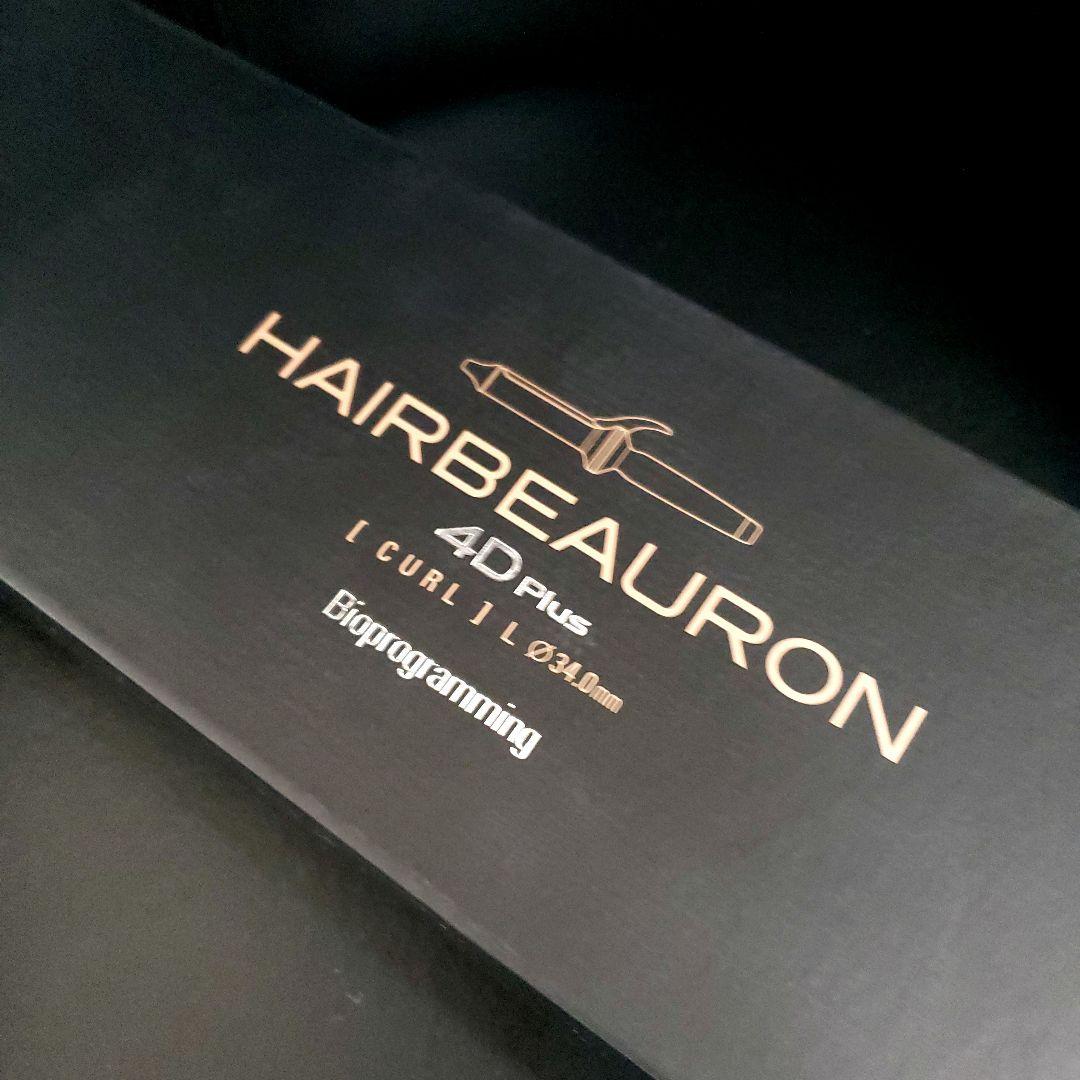 HAIRBEAURON
4D Plus
[ CURL ] L Ø34.0mm
Bioprogramming